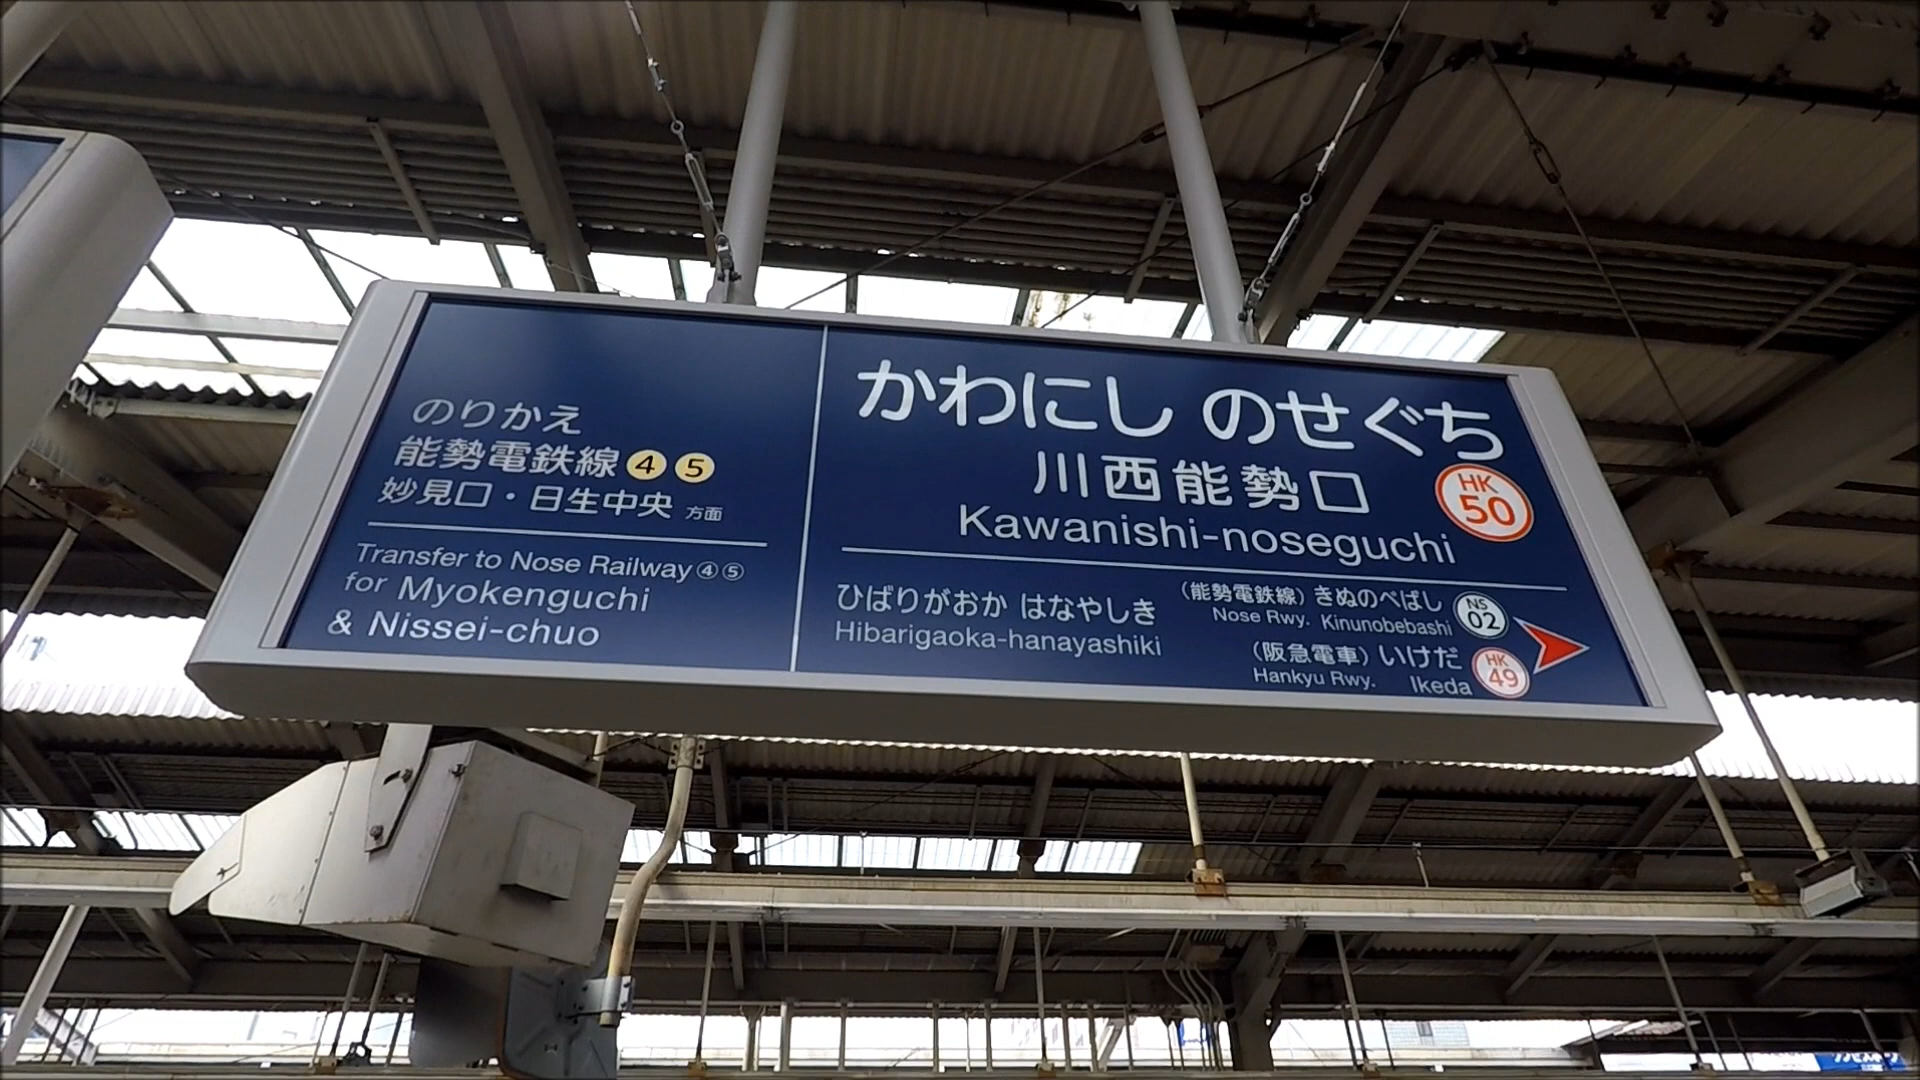 のりかえ
能勢電鉄線④⑤
妙見口・日生中央 方面
Transfer to Nose Railway④⑤
for Myokenguchi
& Nissei-chuo
かわにし のせぐち
川西能勢口
HK
50
Kawanishi-noseguchi
ひばりがおか はなやしき
Hibarigaoka-hanayashiki
(能勢電鉄線) きぬのべばし
Nose Rwy. Kinunobebashi
NS
02
(阪急電車) いけだ
Hankyu Rwy. Ikeda
HK
49